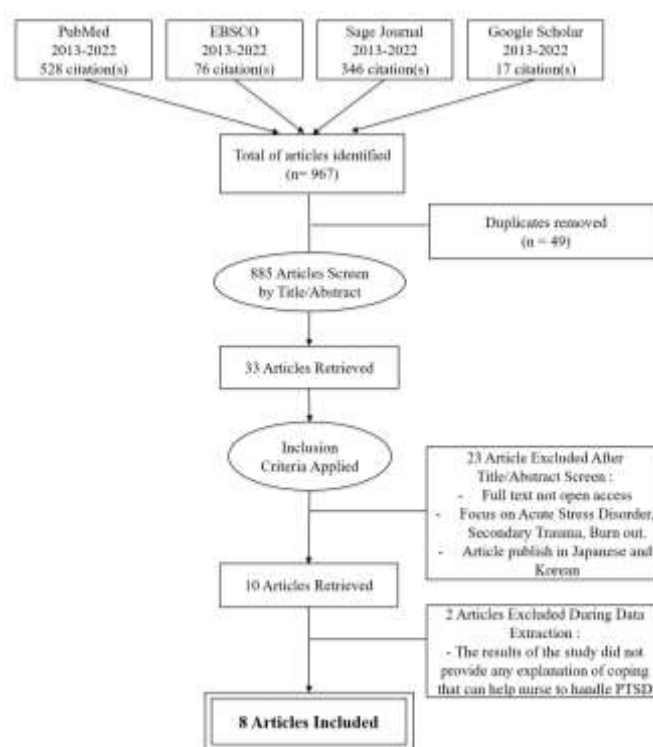 PubMed
2013-2022
528 citation(s)
EBSCO
2013-2022
76 citation(s)
Sage Journal
2013-2022
346 citation(s)
Google Scholar
2013-2022
17 citation(s)
Total of articles identified
(n= 967)
Duplicates removed
(n = 49)
885 Articles Screen
by Title/Abstract
33 Articles Retrieved
Inclusion
Criteria Applied
23 Article Excluded After
Title/Abstract Screen :
- Full text not open access
- Focus on Acute Stress Disorder,
Secondary Trauma, Burn out.
- Article publish in Japanese and
Korean
10 Articles Retrieved
2 Articles Excluded During Data
Extraction :
- The results of the study did not
provide any explanation of coping
that can help nurse to handle PTSD
8 Articles Included